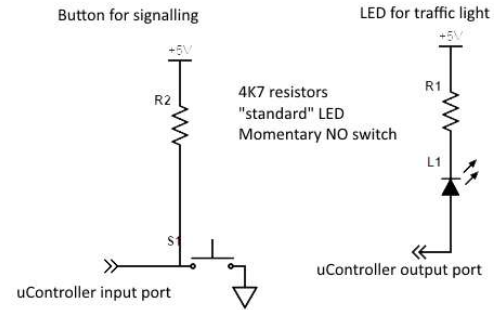 Button for signalling
LED for traffic light
+5V
+5V
R2
4K7 resistors
"standard" LED
Momentary NO switch
R1
L1
S1
uController input port
uController output port